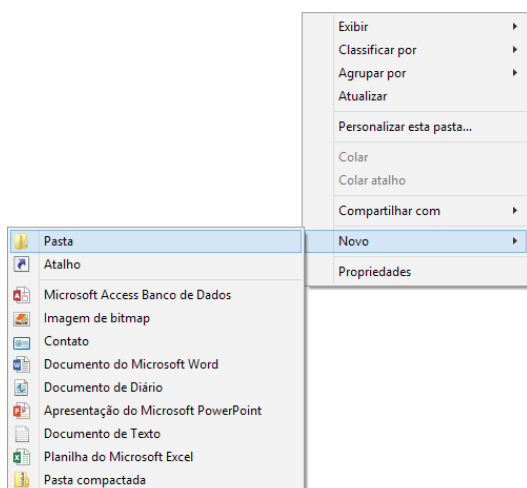 Exibir
Classificar por
Agrupar por
Atualizar
Personalizar esta pasta...
Colar
Colar atalho
Compartilhar com
Novo
Propriedades
Pasta
Atalho
Microsoft Access Banco de Dados
Imagem de bitmap
Contato
Documento do Microsoft Word
Documento de Diário
Apresentação do Microsoft PowerPoint
Documento de Texto
Planilha do Microsoft Excel
Pasta compactada